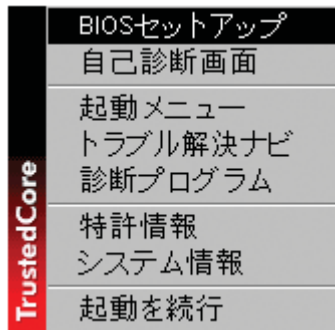 BIOSセットアップ
自己診断画面
起動メニュー
トラブル解決ナビ
診断プログラム
特許情報
システム情報
起動を続行
TrustedCore